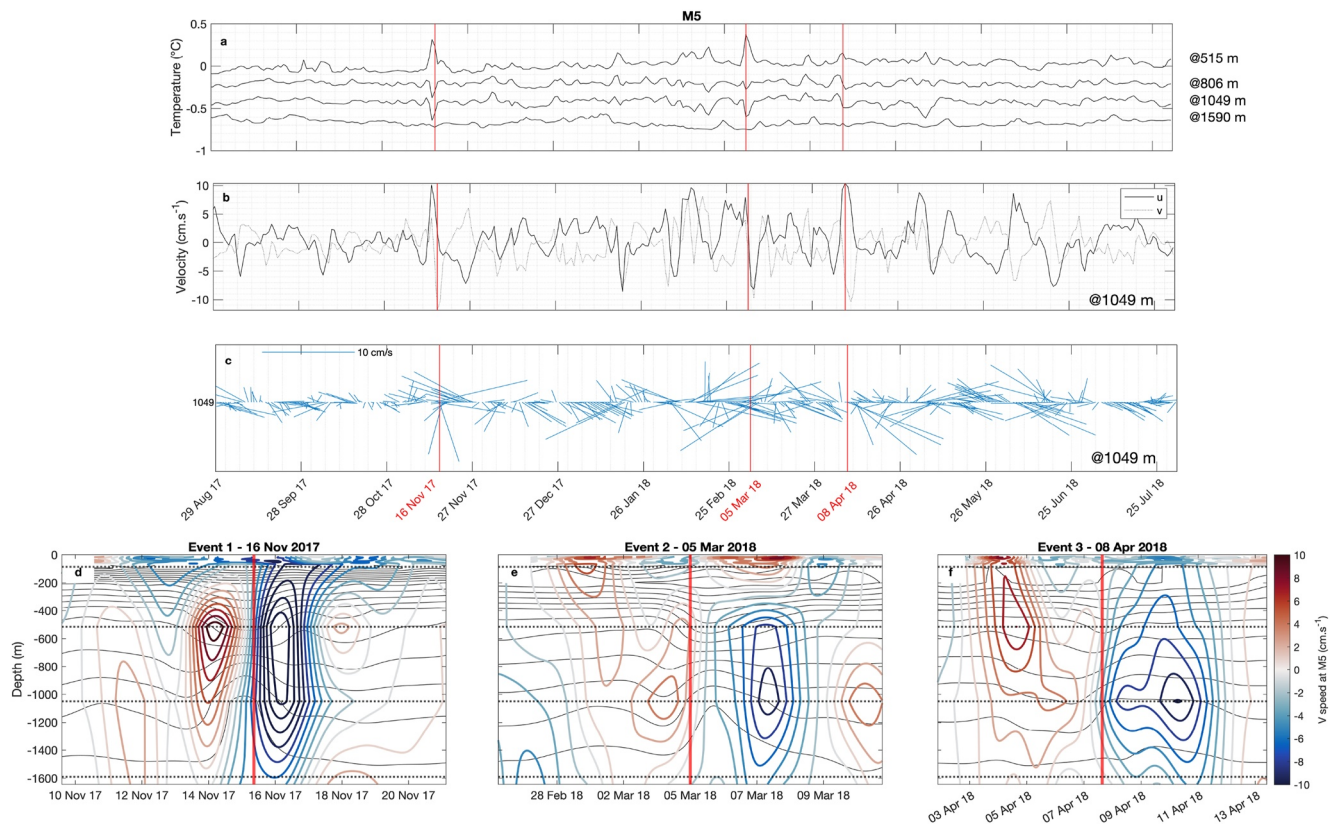 M5
a
Temperature (°C)
0.5
0
-0.5
-1
@515 m
@806 m
@1049 m
@1590 m
b
Velocity (cm.s-1)
10
5
0
-5
-10
u
v
@1049 m
c
10 cm/s
1049
@1049 m
29 Aug 17
28 Sep 17
28 Oct 17
16 Nov 17
27 Nov 17
27 Dec 17
26 Jan 18
25 Feb 18
05 Mar 18
27 Mar 18
08 Apr 18
26 Apr 18
26 May 18
25 Jun 18
25 Jul 18
Event 1 - 16 Nov 2017
d
Depth (m)
0
-200
-400
-600
-800
-1000
-1200
-1400
-1600
10 Nov 17 12 Nov 17 14 Nov 17 16 Nov 17 18 Nov 17 20 Nov 17
Event 2 - 05 Mar 2018
e
28 Feb 18 02 Mar 18 05 Mar 18 07 Mar 18 09 Mar 18
Event 3 - 08 Apr 2018
f
03 Apr 18 05 Apr 18 07 Apr 18 09 Apr 18 11 Apr 18 13 Apr 18
10
8
6
4
2
0
-2
-4
-6
-8
-10
V speed at M5 (cm.s-1)